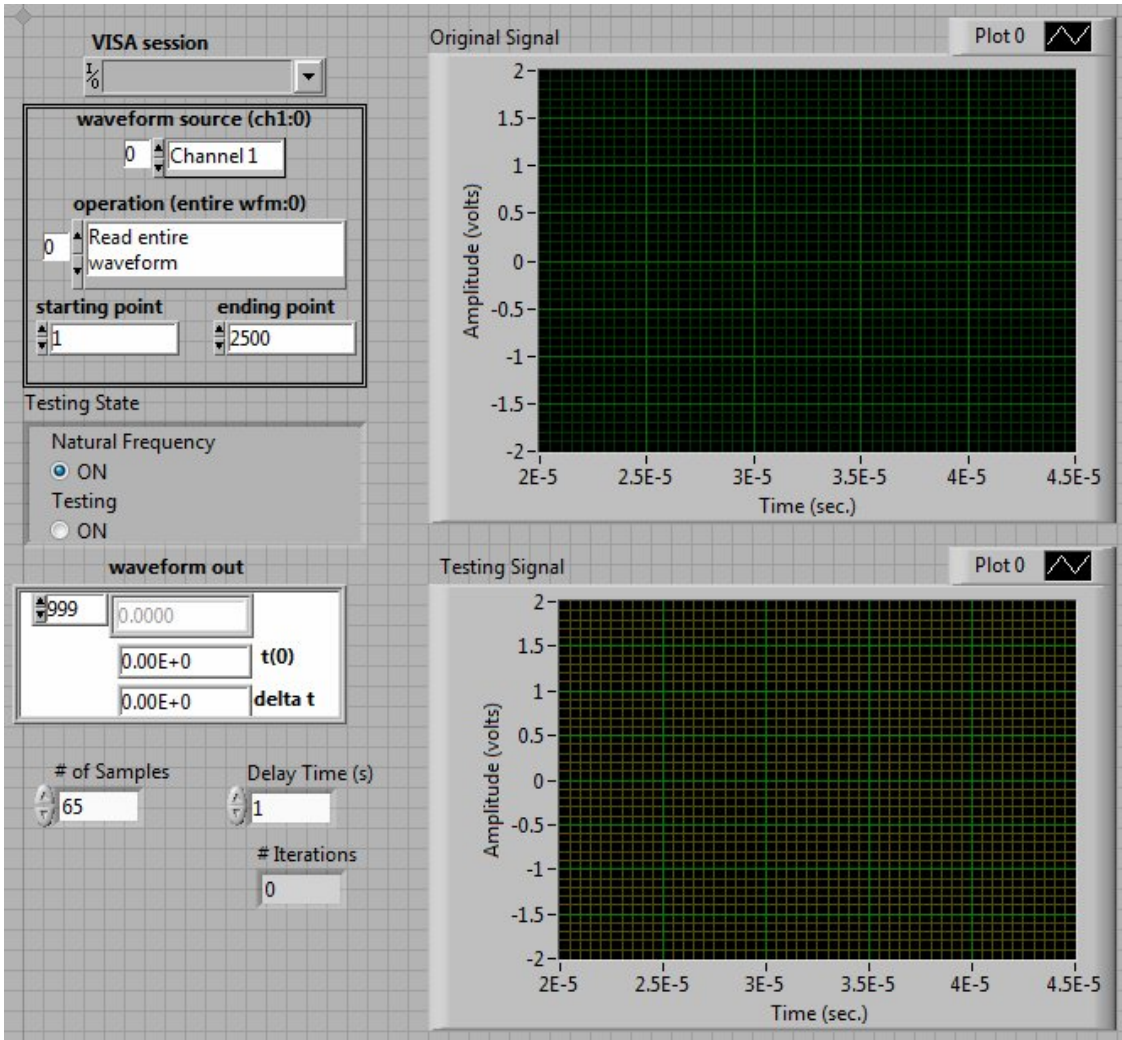 VISA session
I/O
waveform source (ch1:0)
0 Channel 1
operation (entire wfm:0)
0 Read entire
waveform
starting point ending point
1 2500
Testing State
Natural Frequency
ON
Testing
ON
waveform out
999 0.0000
0.00E+0 t(0)
0.00E+0 delta t
# of Samples Delay Time (s)
65 1
# Iterations
0
Original Signal Plot 0
2
1.5
1
0.5
0
-0.5
-1
-1.5
-2
Amplitude (volts)
2E-5 2.5E-5 3E-5 3.5E-5 4E-5 4.5E-5
Time (sec.)
Testing Signal Plot 0
2
1.5
1
0.5
0
-0.5
-1
-1.5
-2
Amplitude (volts)
2E-5 2.5E-5 3E-5 3.5E-5 4E-5 4.5E-5
Time (sec.)